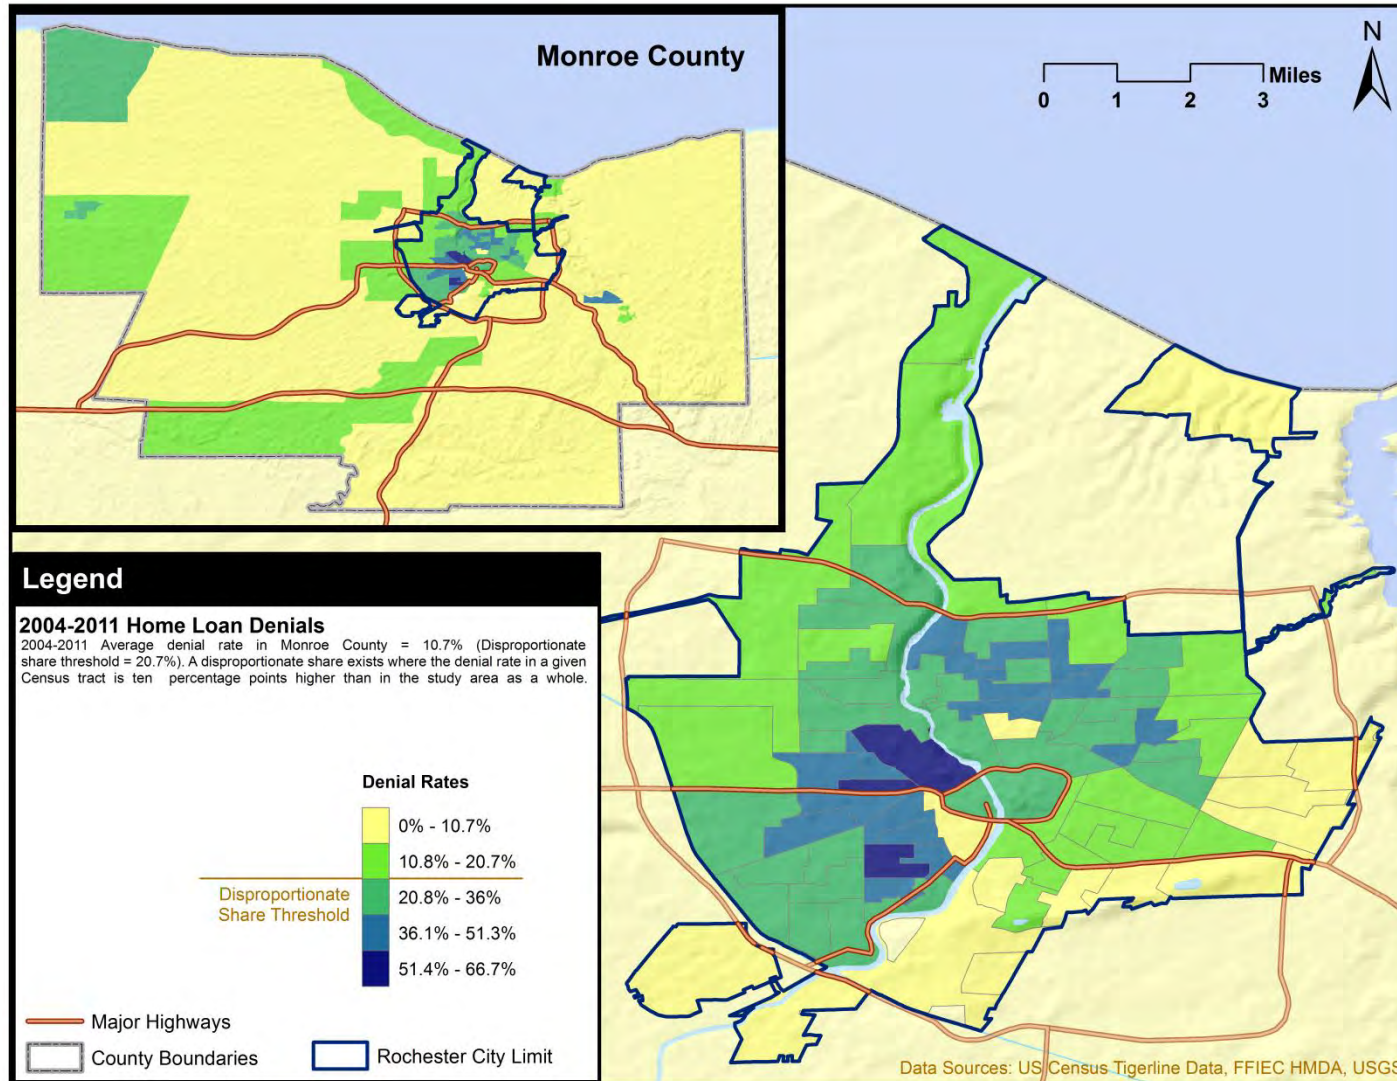 Monroe County
N
Miles
0 1 2 3
Legend
2004-2011 Home Loan Denials
2004-2011 Average denial rate in Monroe County = 10.7% (Disproportionate
share threshold = 20.7%). A disproportionate share exists where the denial rate in a given
Census tract is ten percentage points higher than in the study area as a whole.
Denial Rates
0% - 10.7%
10.8% - 20.7%
Disproportionate
Share Threshold
20.8% - 36%
36.1% - 51.3%
51.4% - 66.7%
Major Highways
County Boundaries
Rochester City Limit
Data Sources: US Census Tigerline Data, FFIEC HMDA, USGS